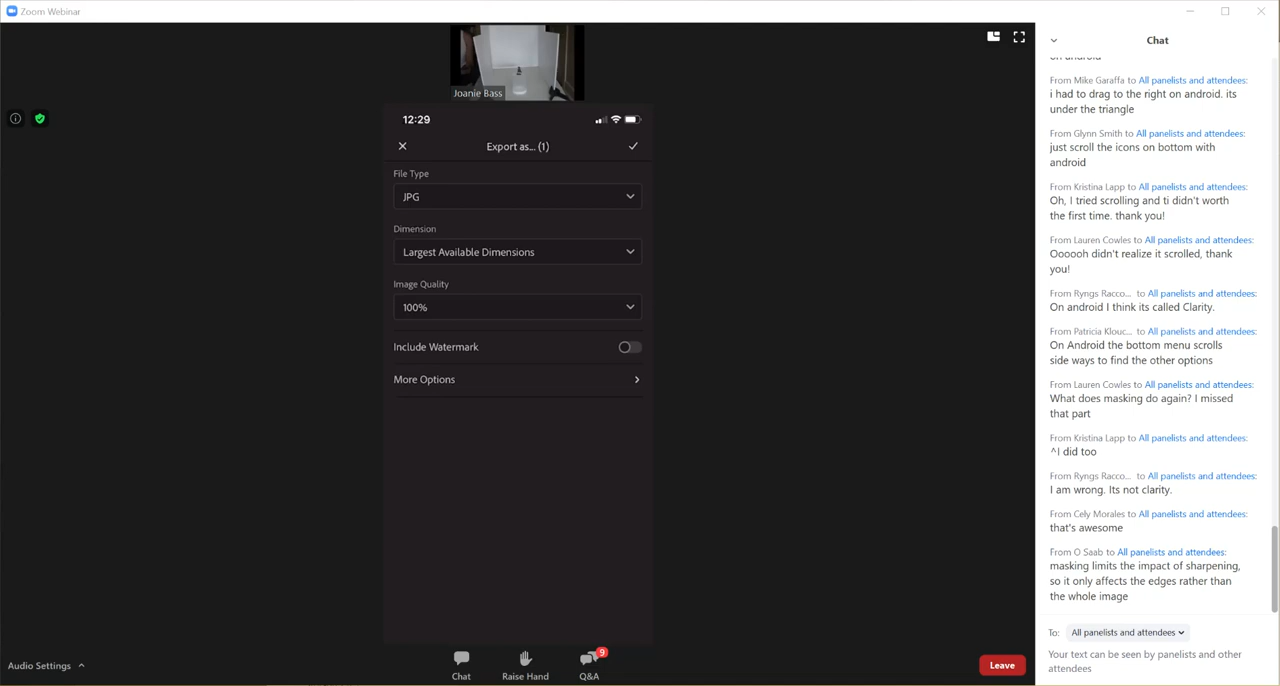 Zoom Webinar
Joanie Bass
12:29
Export as... (1)
File Type
JPG
Dimension
Largest Available Dimensions
Image Quality
100%
Include Watermark
More Options
Audio Settings
Chat
Raise Hand
9
Q&A
Leave
Chat
on android
From Mike Garaffa to All panelists and attendees:
i had to drag to the right on android. its
under the triangle
From Glynn Smith to All panelists and attendees:
just scroll the icons on bottom with
android
From Kristina Lapp to All panelists and attendees:
Oh, I tried scrolling and ti didn't worth
the first time. thank you!
From Lauren Cowles to All panelists and attendees:
Oooooh didn't realize it scrolled, thank
you!
From Ryngs Racco... to All panelists and attendees:
On android I think its called Clarity.
From Patricia Klouc... to All panelists and attendees:
On Android the bottom menu scrolls
side ways to find the other options
From Lauren Cowles to All panelists and attendees:
What does masking do again? I missed
that part
From Kristina Lapp to All panelists and attendees:
^I did too
From Ryngs Racco... to All panelists and attendees:
I am wrong. Its not clarity.
From Cely Morales to All panelists and attendees:
that's awesome
From O Saab to All panelists and attendees:
masking limits the impact of sharpening,
so it only affects the edges rather than
the whole image
To: All panelists and attendees
Your text can be seen by panelists and other
attendees